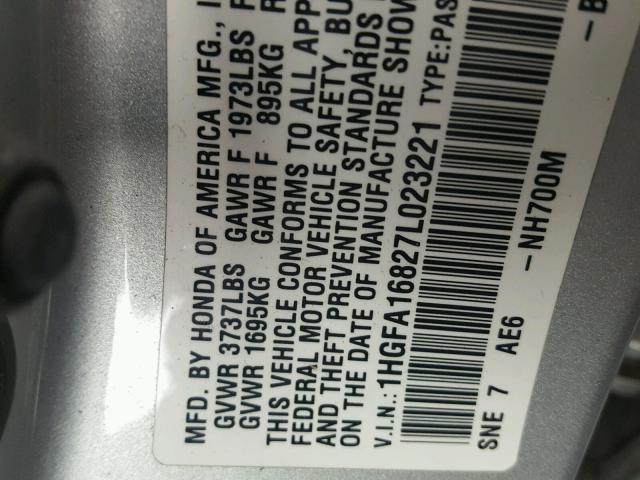 MFD. BY HONDA OF AMERICA MFG., I
GVWR 3737LBS GAWR F 1973LBS
GVWR 1695KG GAWR F 895KG
THIS VEHICLE CONFORMS TO ALL APP
FEDERAL MOTOR VEHICLE SAFETY, BU
AND THEFT PREVENTION STANDARDS
ON THE DATE OF MANUFACTURE SHOW
V.I.N.: 1HGFA16827L023221 TYPE:PAS
SNE 7 AE6 -NH700M -B